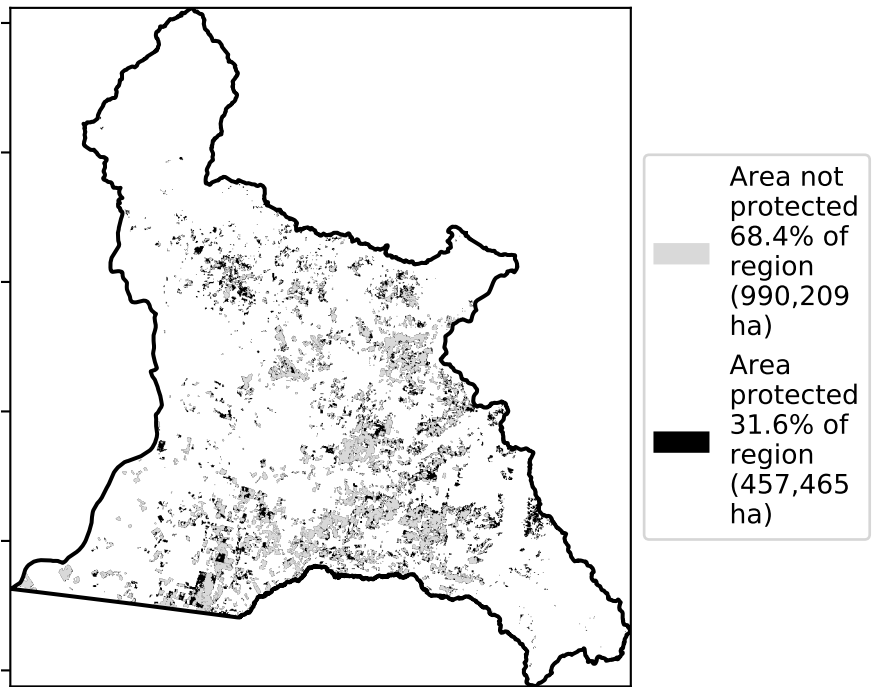 Area not
protected
68.4% of
region
(990,209
ha)
Area
protected
31.6% of
region
(457,465
ha)